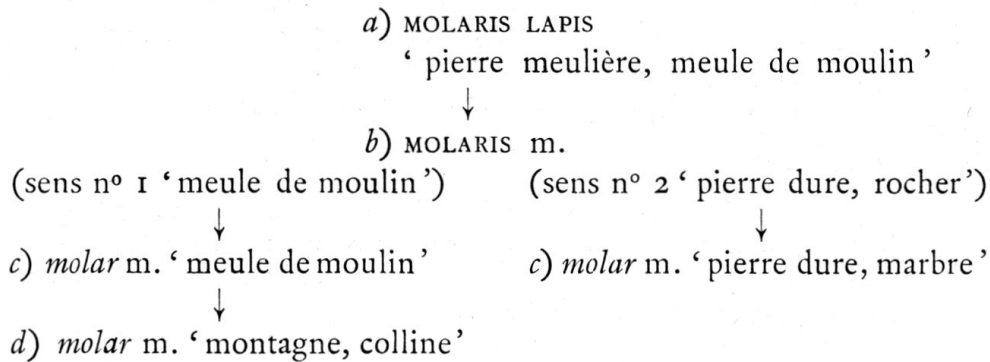 a) MOLARIS LAPIS
‘ pierre meulière, meule de moulin ’
↓
b) MOLARIS m.
(sens nº 1 ‘ meule de moulin ’) (sens n° 2 ‘ pierre dure, rocher’)
↓ ↓
c) molar m. ‘ meule de moulin ’ c) molar m. ‘ pierre dure, marbre ’
↓
d) molar m. ‘ montagne, colline ’